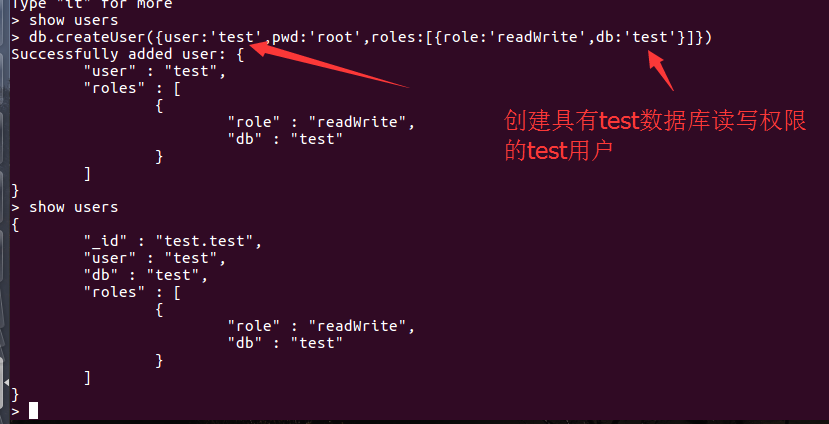 Type "it" for more
> show users
> db.createUser({user:'test',pwd:'root',roles:[{role:'readWrite',db:'test'}]})
Successfully added user: {
"user" : "test",
"roles" : [
{
"role" : "readWrite",
"db" : "test"
}
]
}
> show users
{
"_id" : "test.test",
"user" : "test",
"db" : "test",
"roles" : [
{
"role" : "readWrite",
"db" : "test"
}
]
}
>
创建具有test数据库读写权限
的test用户